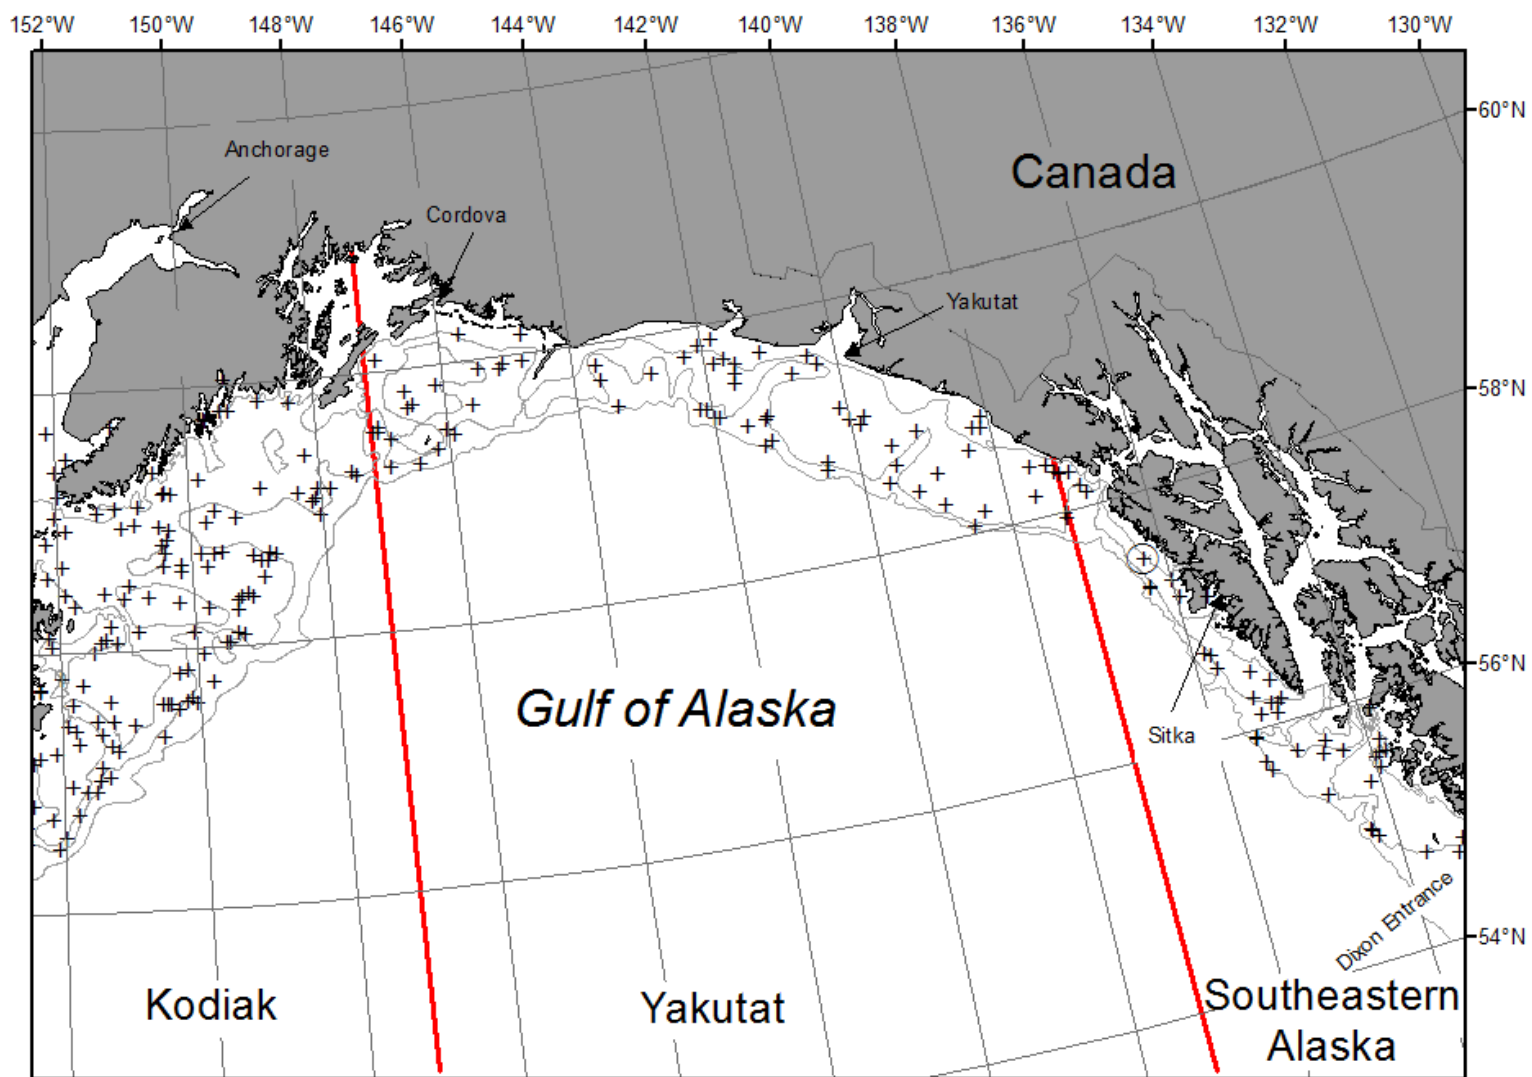 152°W 150°W 148°W 146°W 144°W 142°W 140°W 138°W 136°W 134°W 132°W 130°W
60°N
Anchorage
Canada
Cordova
Yakutat
58°N
56°N
Gulf of Alaska
Sitka
Dixon Entrance
54°N
Kodiak
Yakutat
Southeastern
Alaska